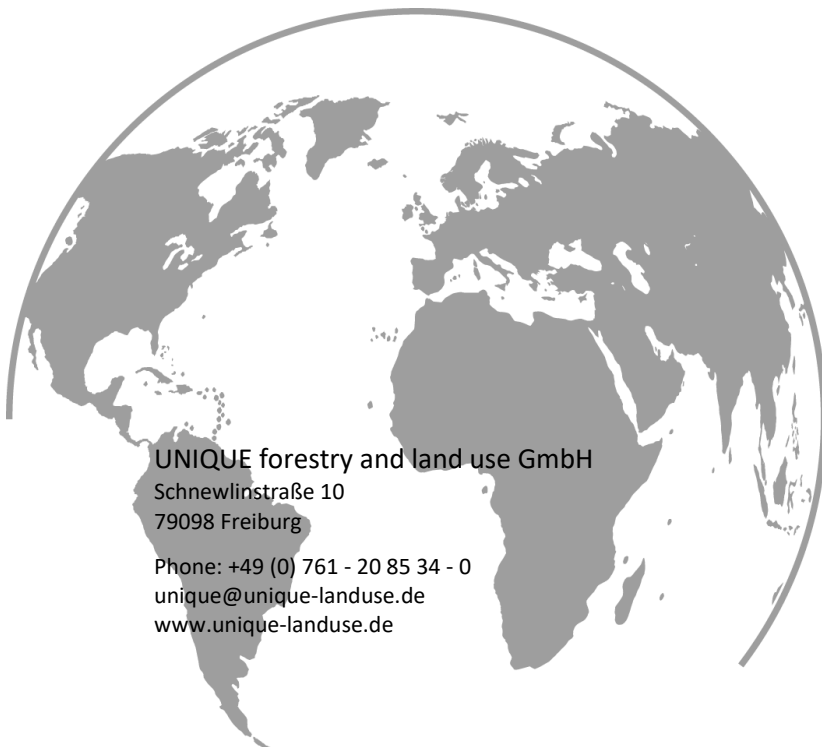 UNIQUE forestry and land use GmbH
Schnewlinstraße 10
79098 Freiburg
Phone: +49 (0) 761 - 20 85 34 - 0
unique@unique-landuse.de
www.unique-landuse.de